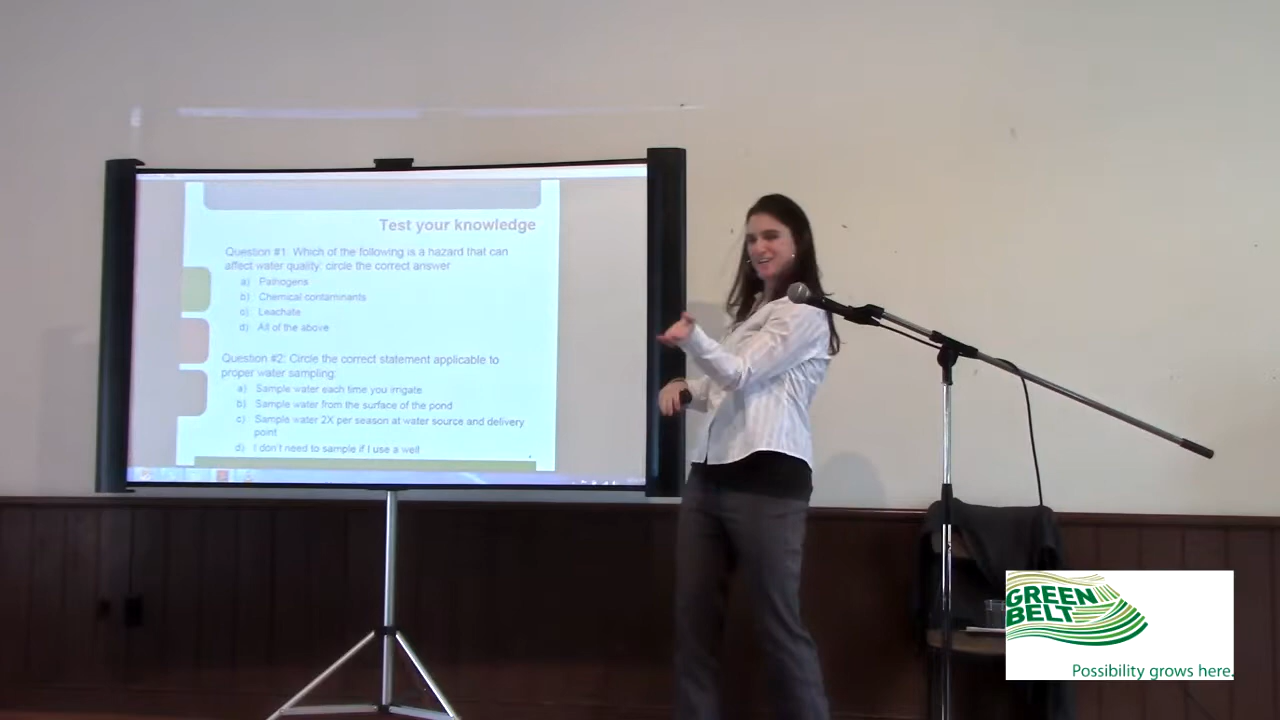 Test your knowledge
Question #1: Which of the following is a hazard that can
affect water quality: circle the correct answer
a) Pathogens
b) Chemical contaminants
c) Leachate
d) All of the above
Question #2: Circle the correct statement applicable to
proper water sampling:
a) Sample water each time you irrigate
b) Sample water from the surface of the pond
c) Sample water 2X per season at water source and delivery
point
d) I don't need to sample if I use a well
GREEN
BELT
Possibility grows here.